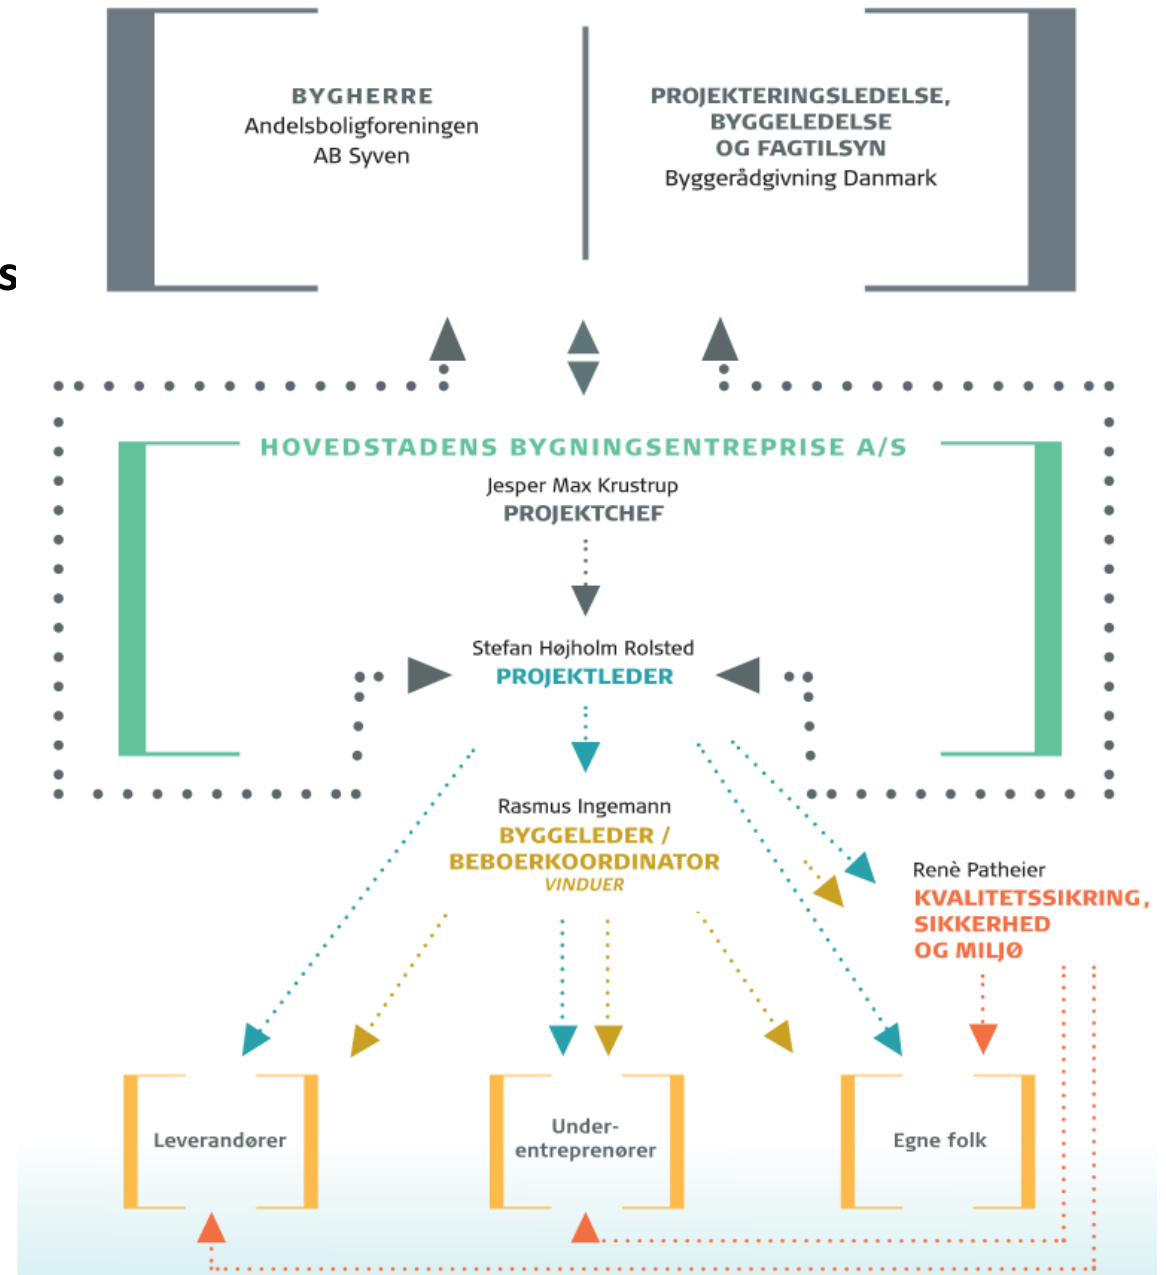 BYGHERRE
Andelsboligforeningen
AB Syven
PROJEKTERINGSLEDELSE,
BYGGELEDELSE
OG FAGTILSYN
Byggerådgivning Danmark
s
HOVEDSTADENS BYGNINGSENTREPRISE A/S
Jesper Max Krustrup
PROJEKTCHEF
Stefan Højholm Rolsted
PROJEKTLEDER
Rasmus Ingemann
BYGGELEDER /
BEBOERKOORDINATOR
VINDUER
Renè Patheier
KVALITETSSIKRING,
SIKKERHED
OG MILJØ
Leverandører
Under-
entreprenører
Egne folk